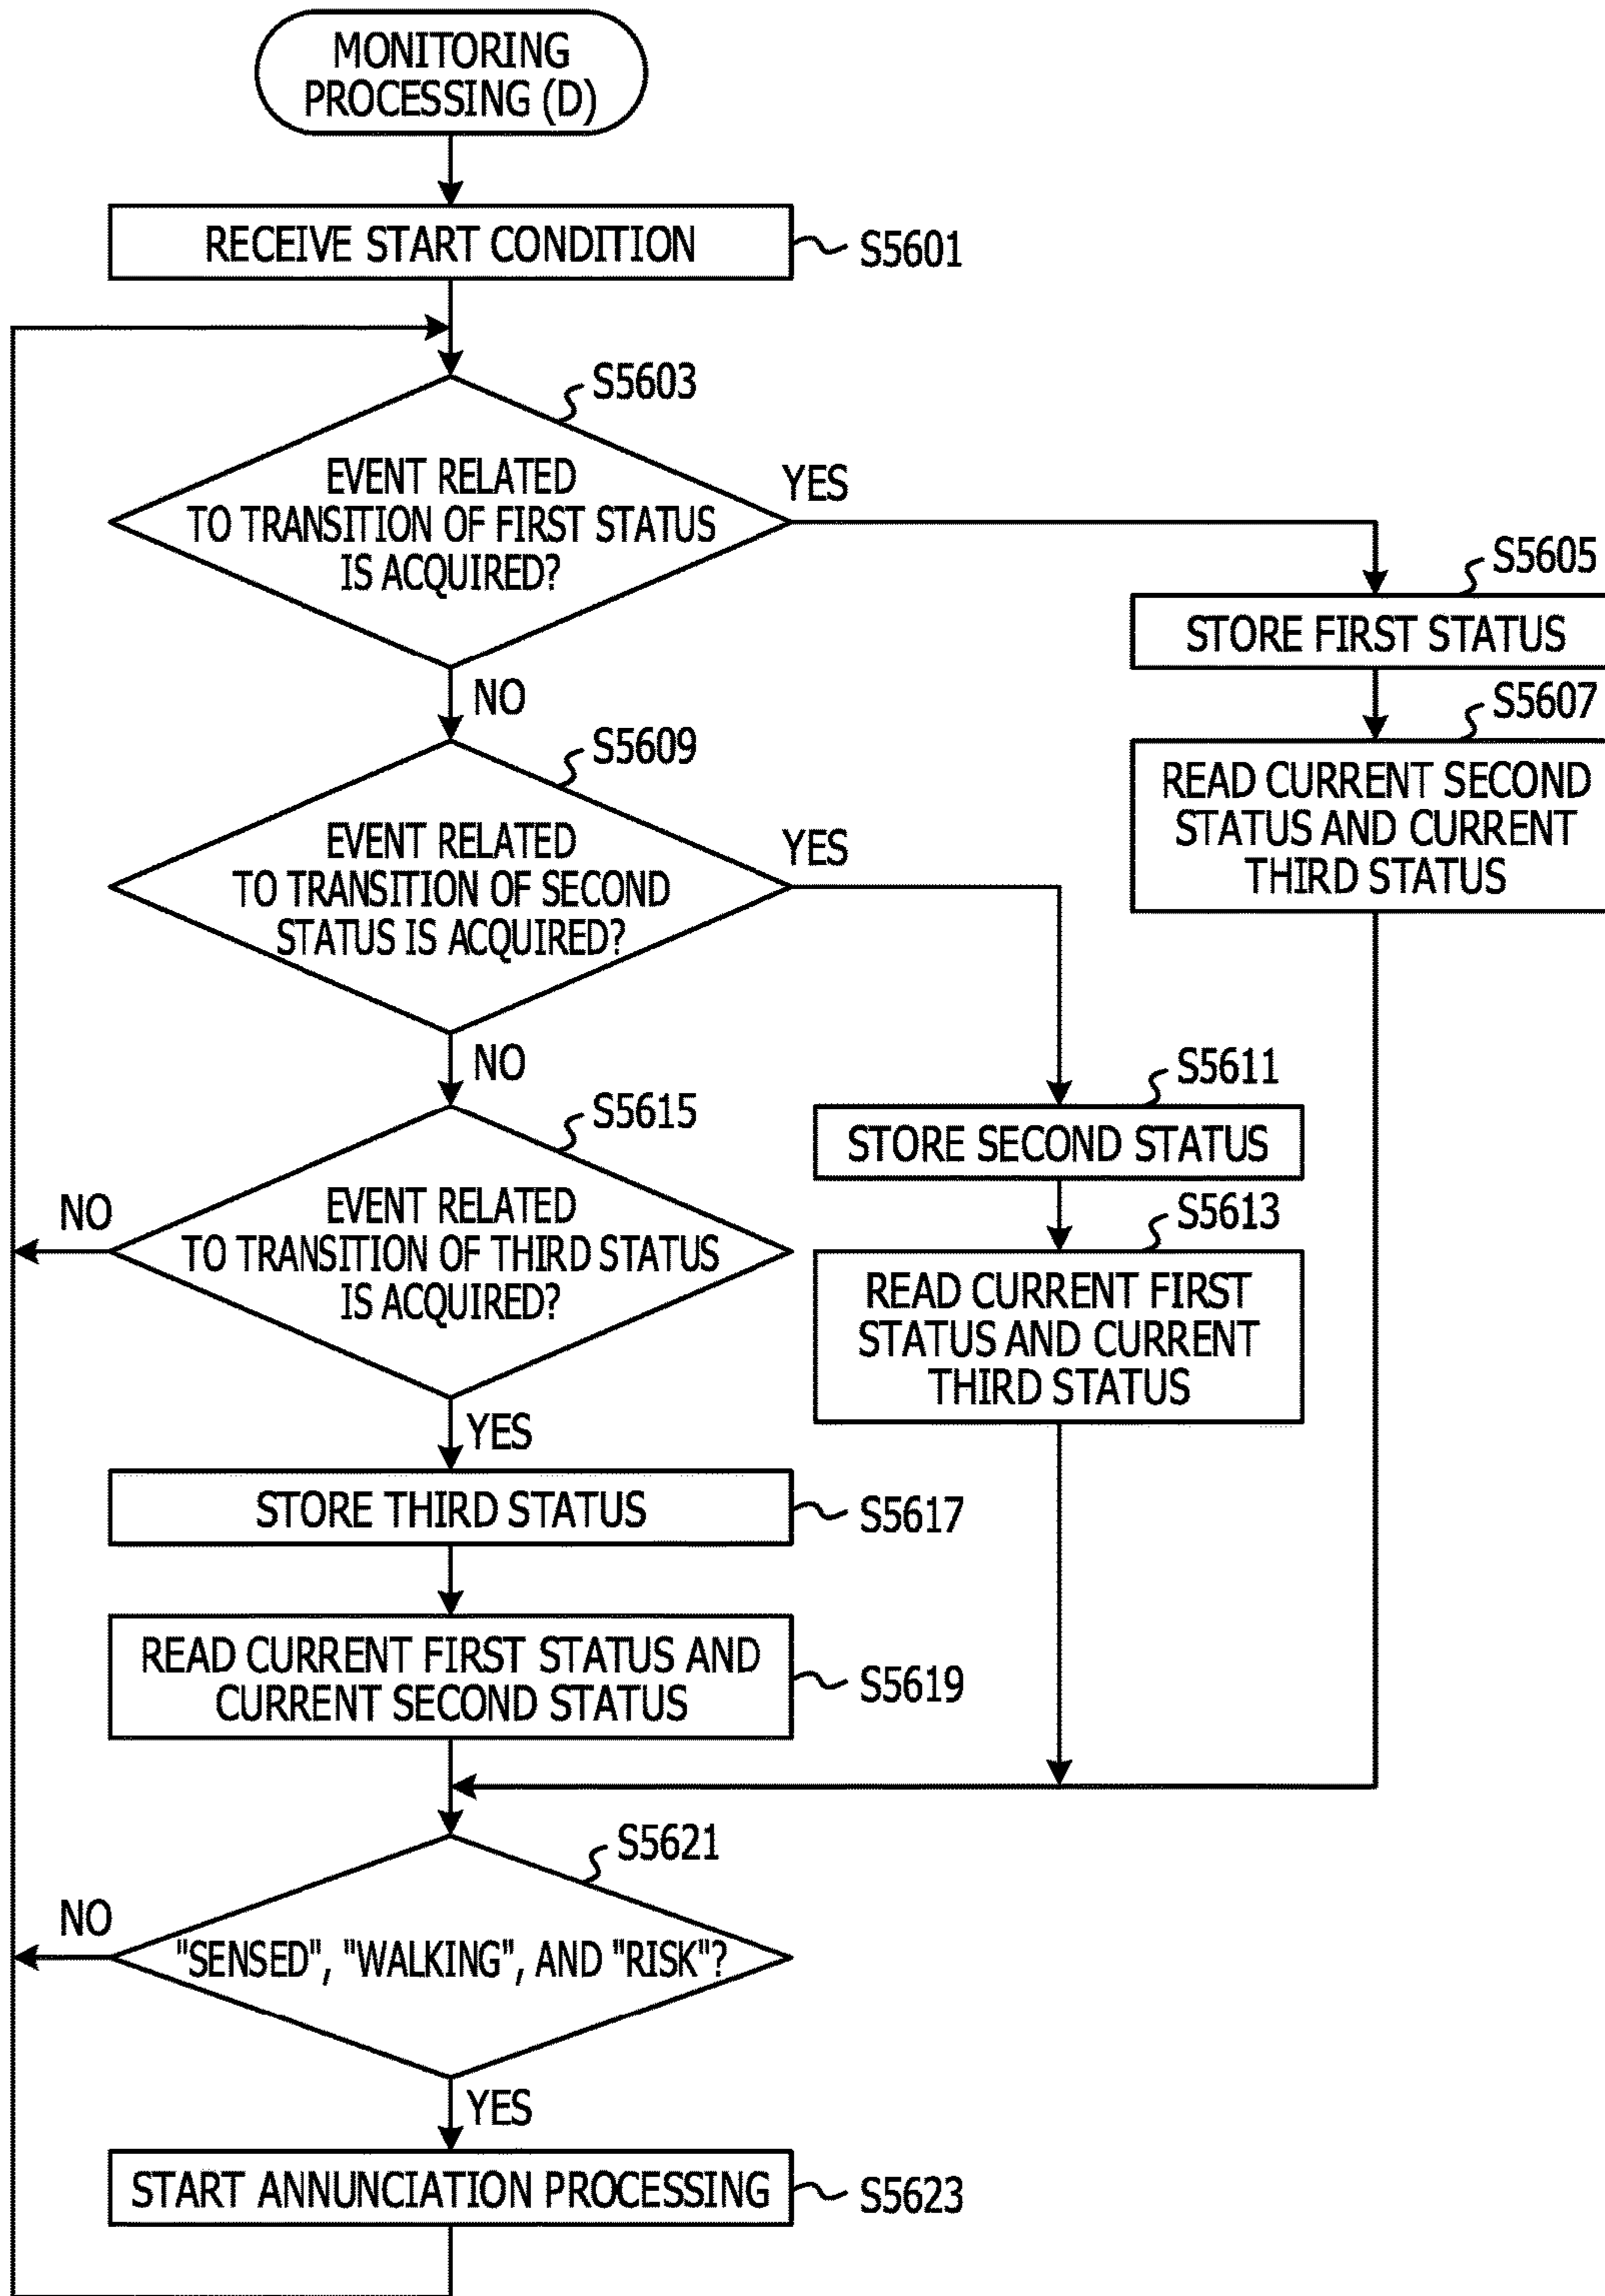 MONITORING
PROCESSING (D)
RECEIVE START CONDITION
S5601
S5603
EVENT RELATED
TO TRANSITION OF FIRST STATUS
IS ACQUIRED?
YES
NO
S5605
STORE FIRST STATUS
S5607
READ CURRENT SECOND
STATUS AND CURRENT
THIRD STATUS
S5609
EVENT RELATED
TO TRANSITION OF SECOND
STATUS IS ACQUIRED?
YES
NO
S5611
STORE SECOND STATUS
S5613
READ CURRENT FIRST
STATUS AND CURRENT
THIRD STATUS
S5615
EVENT RELATED
TO TRANSITION OF THIRD STATUS
IS ACQUIRED?
NO
YES
STORE THIRD STATUS
S5617
READ CURRENT FIRST STATUS AND
CURRENT SECOND STATUS
S5619
S5621
"SENSED", "WALKING", AND "RISK"?
NO
YES
START ANNUNCIATION PROCESSING
S5623